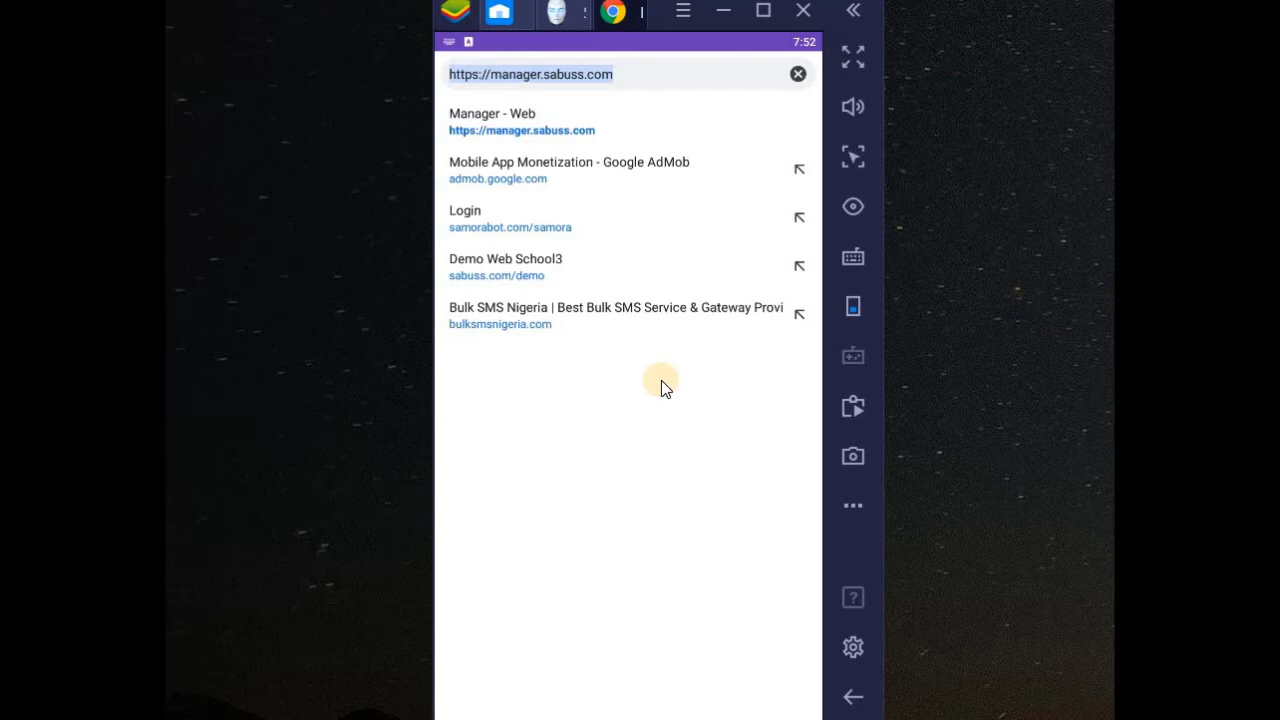 7:52
https://manager.sabuss.com
Manager - Web
https://manager.sabuss.com
Mobile App Monetization - Google AdMob
admob.google.com
Login
samorabot.com/samora
Demo Web School3
sabuss.com/demo
Bulk SMS Nigeria | Best Bulk SMS Service & Gateway Provi
bulksmsnigeria.com